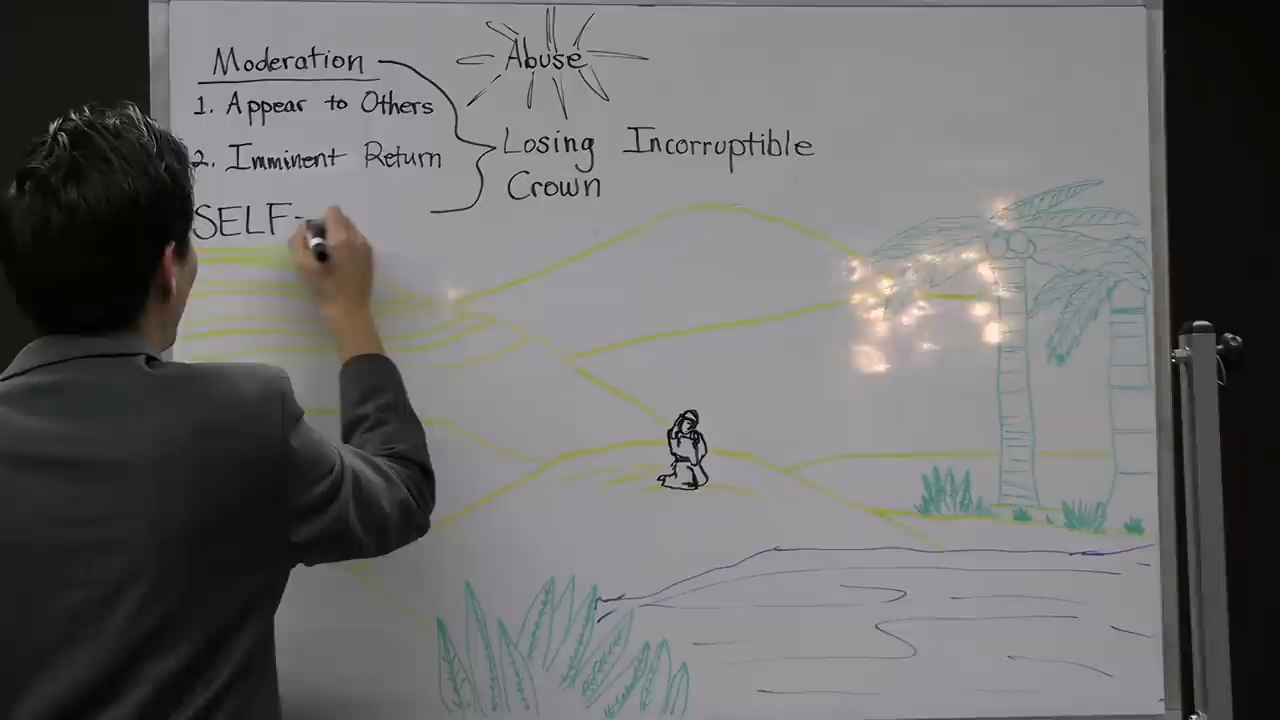 Abuse
Moderation
1. Appear to Others
2. Imminent Return
Losing Incorruptible
Crown
SELF-